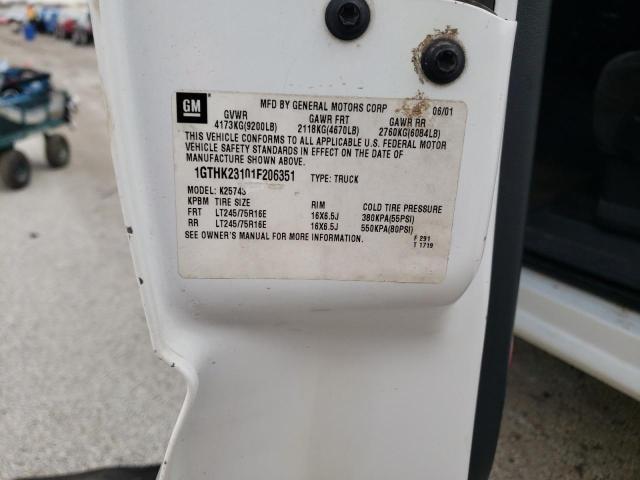 GM
MFD BY GENERAL MOTORS CORP 06/01
GVWR GAWR FRT GAWR RR
4173KG(9200LB) 2118KG(4670LB) 2760KG(6084LB)
THIS VEHICLE CONFORMS TO ALL APPLICABLE U.S. FEDERAL MOTOR
VEHICLE SAFETY STANDARDS IN EFFECT ON THE DATE OF
MANUFACTURE SHOWN ABOVE.
1GTHK23101F206351 TYPE: TRUCK
MODEL: K25743
KPBM TIRE SIZE RIM COLD TIRE PRESSURE
FRT LT245/75R16E 16X6.5J 380KPA(55PSI)
RR LT245/75R16E 16X6.5J 550KPA(80PSI)
SEE OWNER'S MANUAL FOR MORE INFORMATION.
F 291
T 1719